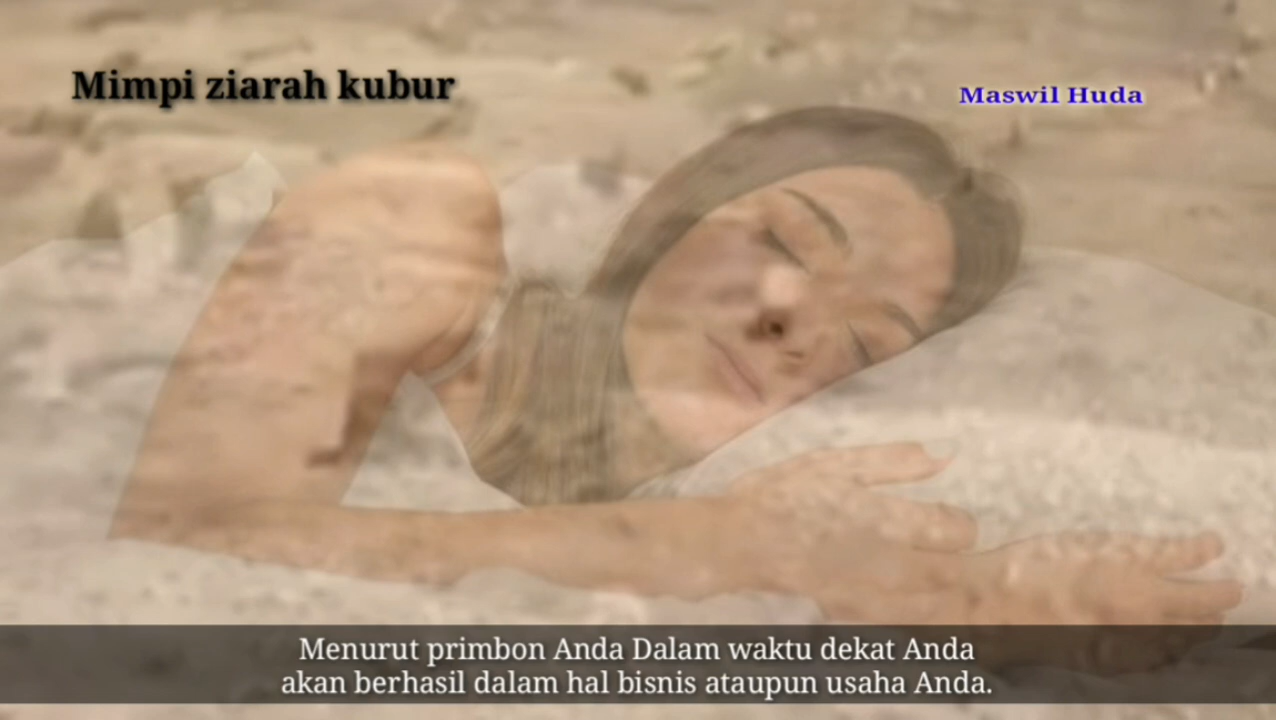 Mimpi ziarah kubur
Maswil Huda
Menurut primbon Anda Dalam waktu dekat Anda
akan berhasil dalam hal bisnis ataupun usaha Anda.